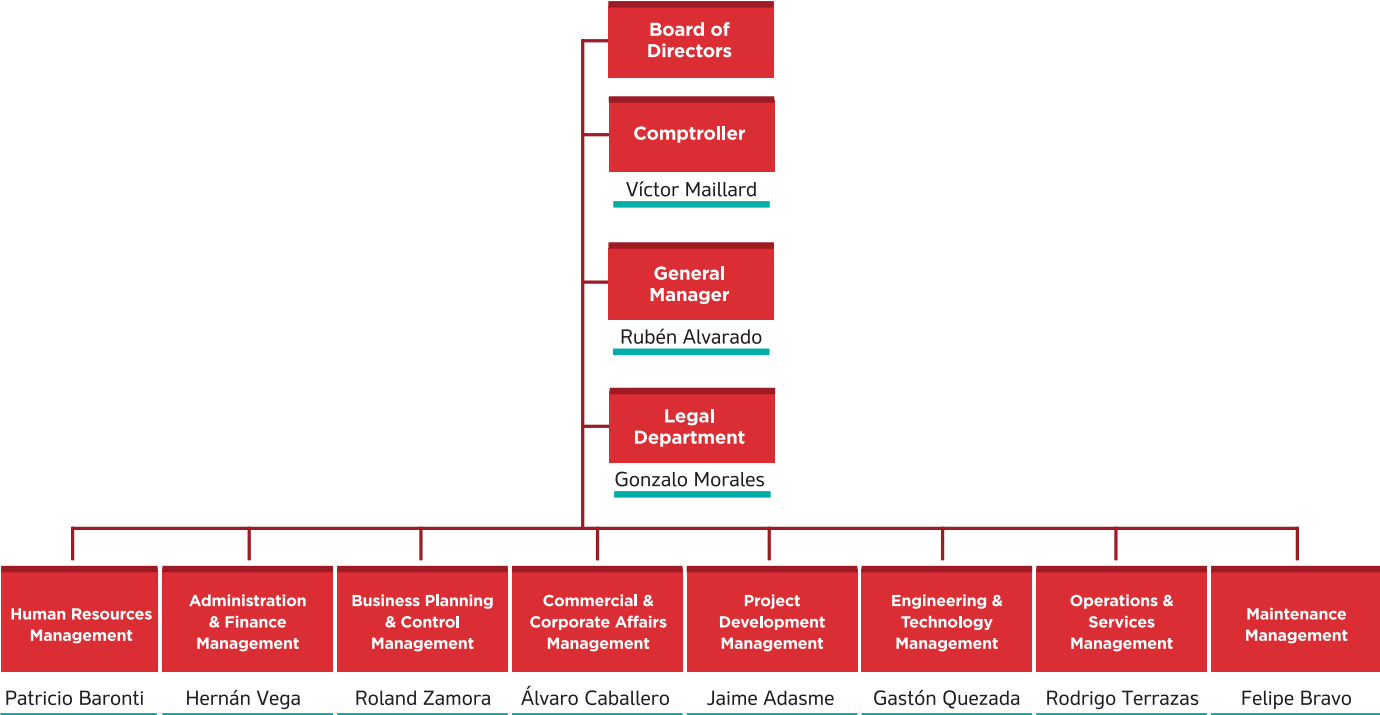 Board of
Directors
Comptroller
Víctor Maillard
General
Manager
Rubén Alvarado
Legal
Department
Gonzalo Morales
Human Resources
Management
Patricio Baronti
Administration
& Finance
Management
Hernán Vega
Business Planning
& Control
Management
Roland Zamora
Commercial &
Corporate Affairs
Management
Álvaro Caballero
Project
Development
Management
Jaime Adasme
Engineering &
Technology
Management
Gastón Quezada
Operations &
Services
Management
Rodrigo Terrazas
Maintenance
Management
Felipe Bravo